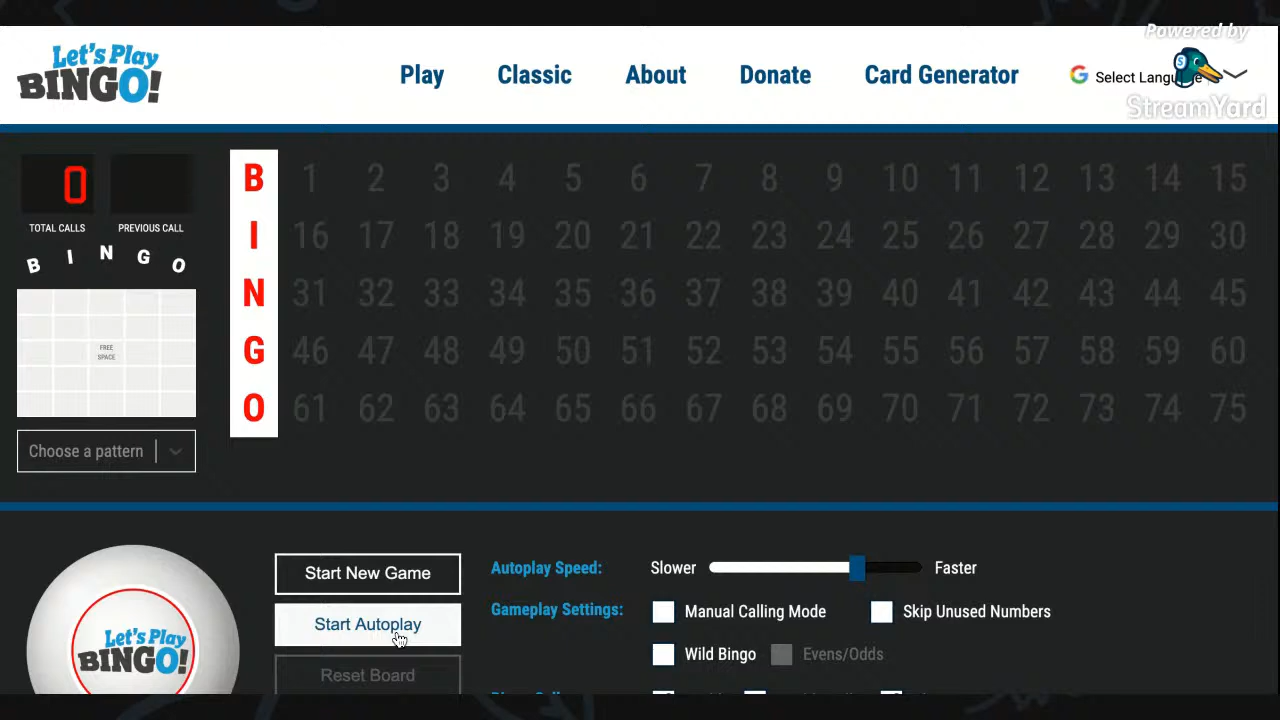 Powered by
StreamYard
Let's Play
BINGO!
Play
Classic
About
Donate
Card Generator
Select Language
0
TOTAL CALLS
PREVIOUS CALL
B I N G O
FREE
SPACE
Choose a pattern
B 1 2 3 4 5 6 7 8 9 10 11 12 13 14 15
I 16 17 18 19 20 21 22 23 24 25 26 27 28 29 30
N 31 32 33 34 35 36 37 38 39 40 41 42 43 44 45
G 46 47 48 49 50 51 52 53 54 55 56 57 58 59 60
O 61 62 63 64 65 66 67 68 69 70 71 72 73 74 75
Let's Play
BINGO!
Start New Game
Start Autoplay
Reset Board
Autoplay Speed:
Slower
Faster
Gameplay Settings:
Manual Calling Mode
Skip Unused Numbers
Wild Bingo
Evens/Odds